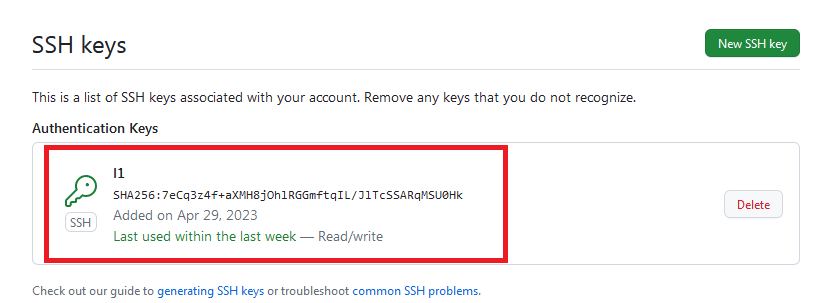 SSH keys
New SSH key
This is a list of SSH keys associated with your account. Remove any keys that you do not recognize.
Authentication Keys
l1
SHA256:7eCq3z4f+aXMH8jOhlRGGmftqIL/JlTcSSARqMSU0Hk
SSH
Added on Apr 29, 2023
Last used within the last week — Read/write
Delete
Check out our guide to generating SSH keys or troubleshoot common SSH problems.